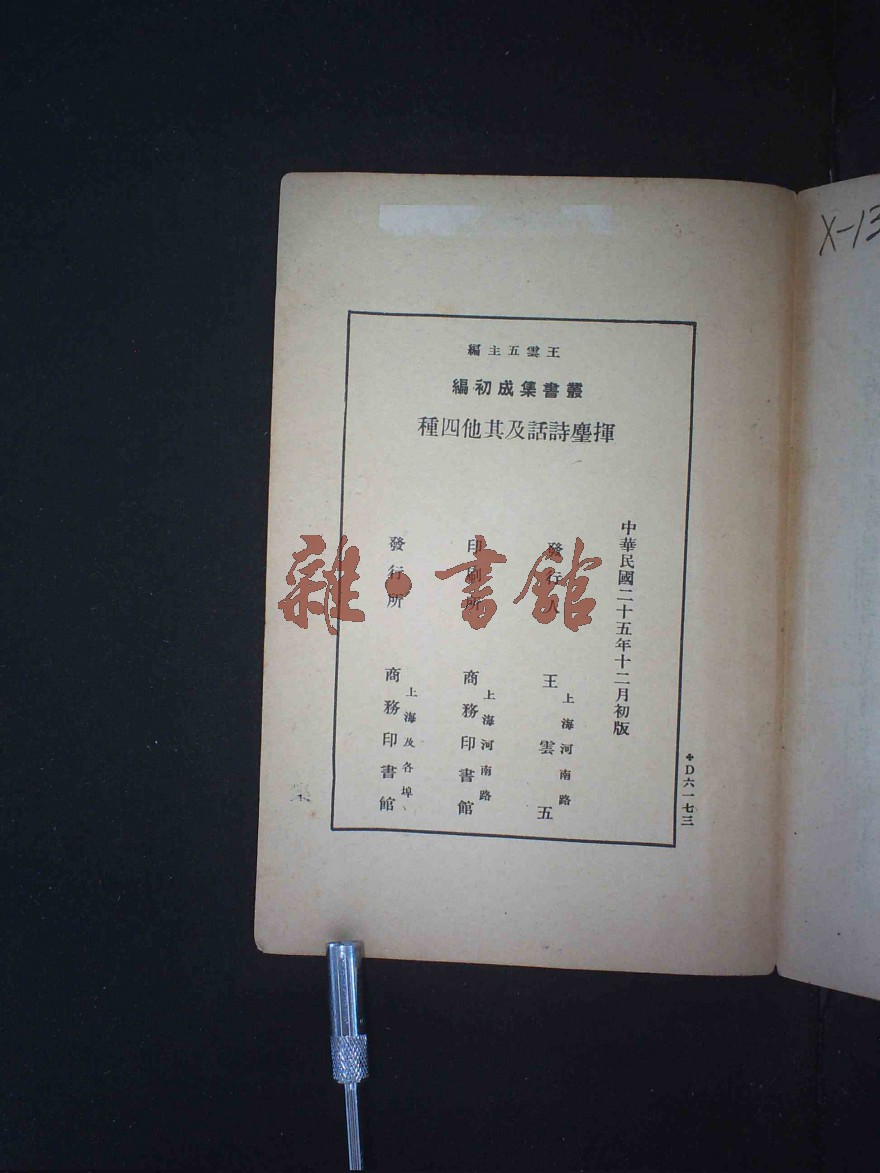 王雲五主編
叢書集成初編
揮麈詩話及其他四種
中華民國二十五年十二月初版
發行人
上海河南路
王雲五
印刷所
上海河南路
商務印書館
發行所
上海及各埠
商務印書館
D六一七三
X-13
雜·書館